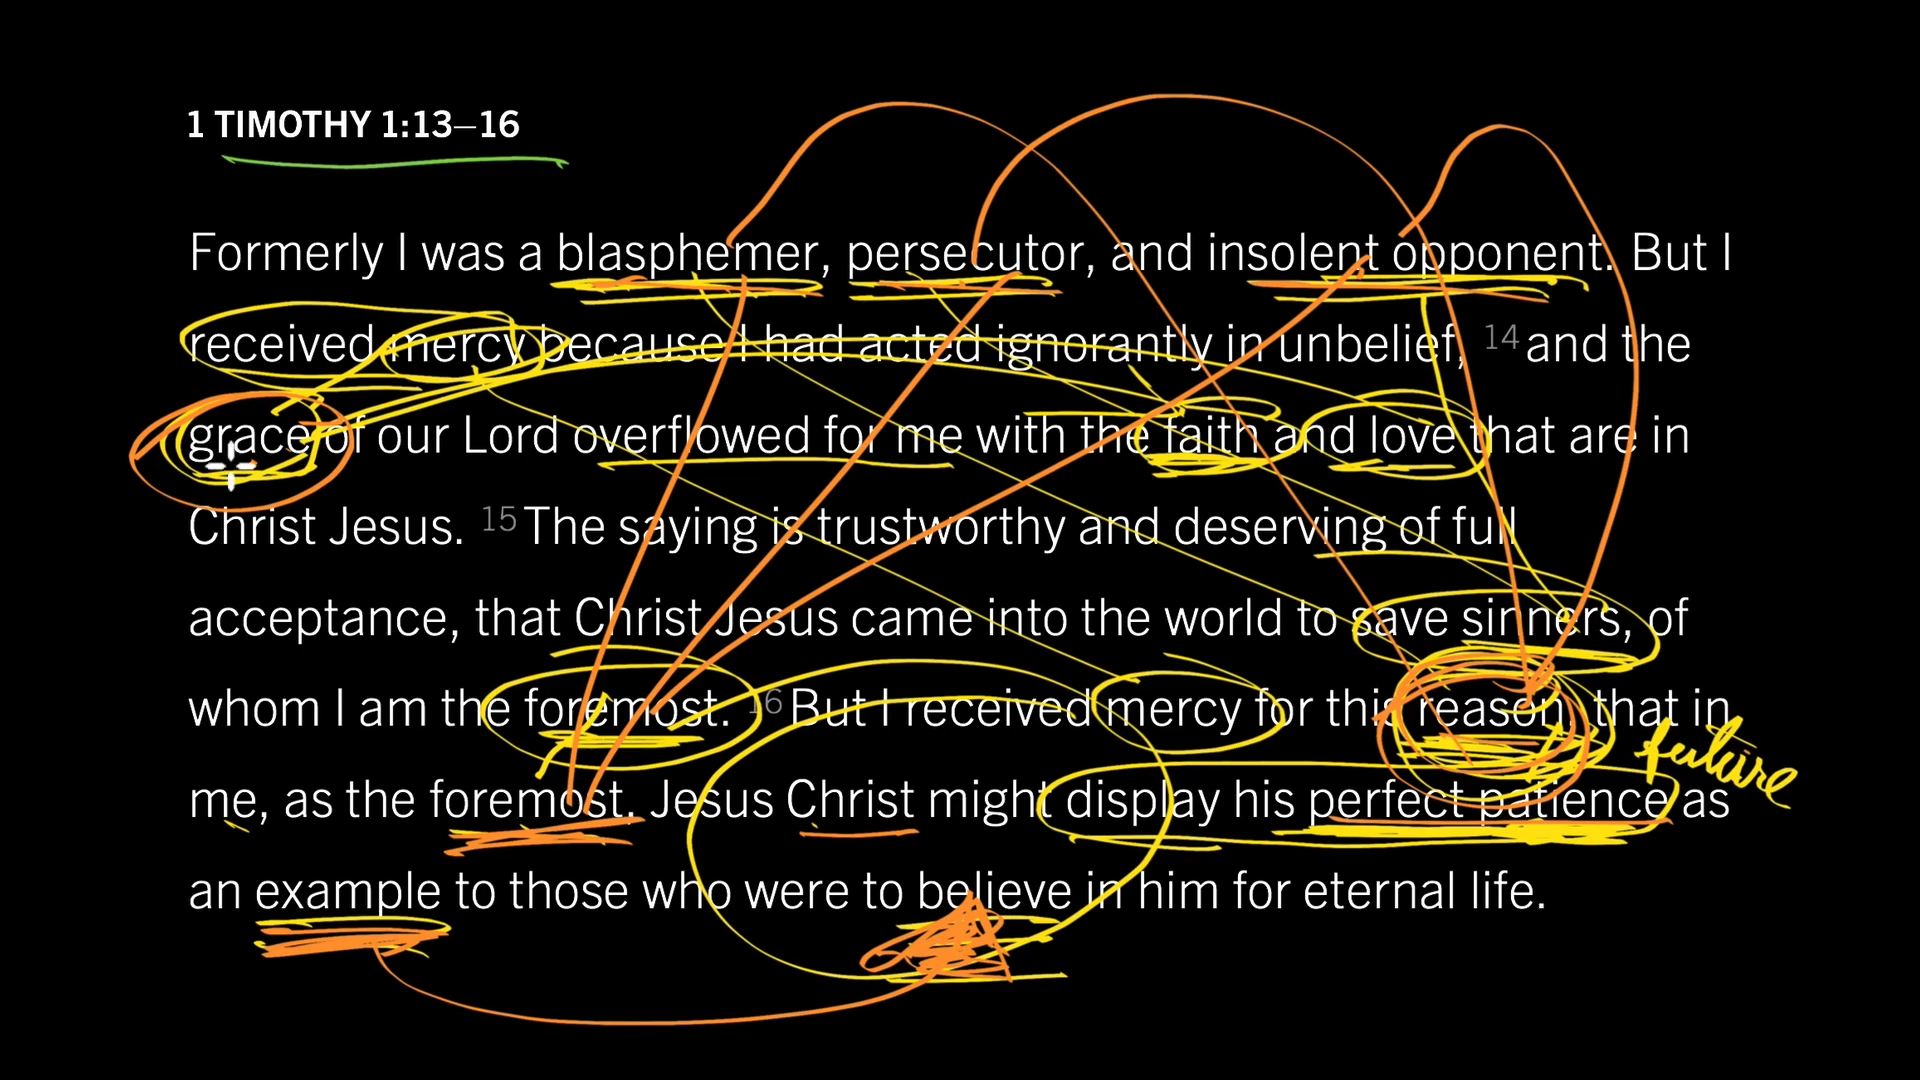 1 TIMOTHY 1:13–16
Formerly I was a blasphemer, persecutor, and insolent opponent. But I
received mercy because I had acted ignorantly in unbelief, 14 and the
grace of our Lord overflowed for me with the faith and love that are in
Christ Jesus. 15 The saying is trustworthy and deserving of full
acceptance, that Christ Jesus came into the world to save sinners, of
whom I am the foremost. 16 But I received mercy for this reason, that in
future
me, as the foremost, Jesus Christ might display his perfect patience as
an example to those who were to believe in him for eternal life.